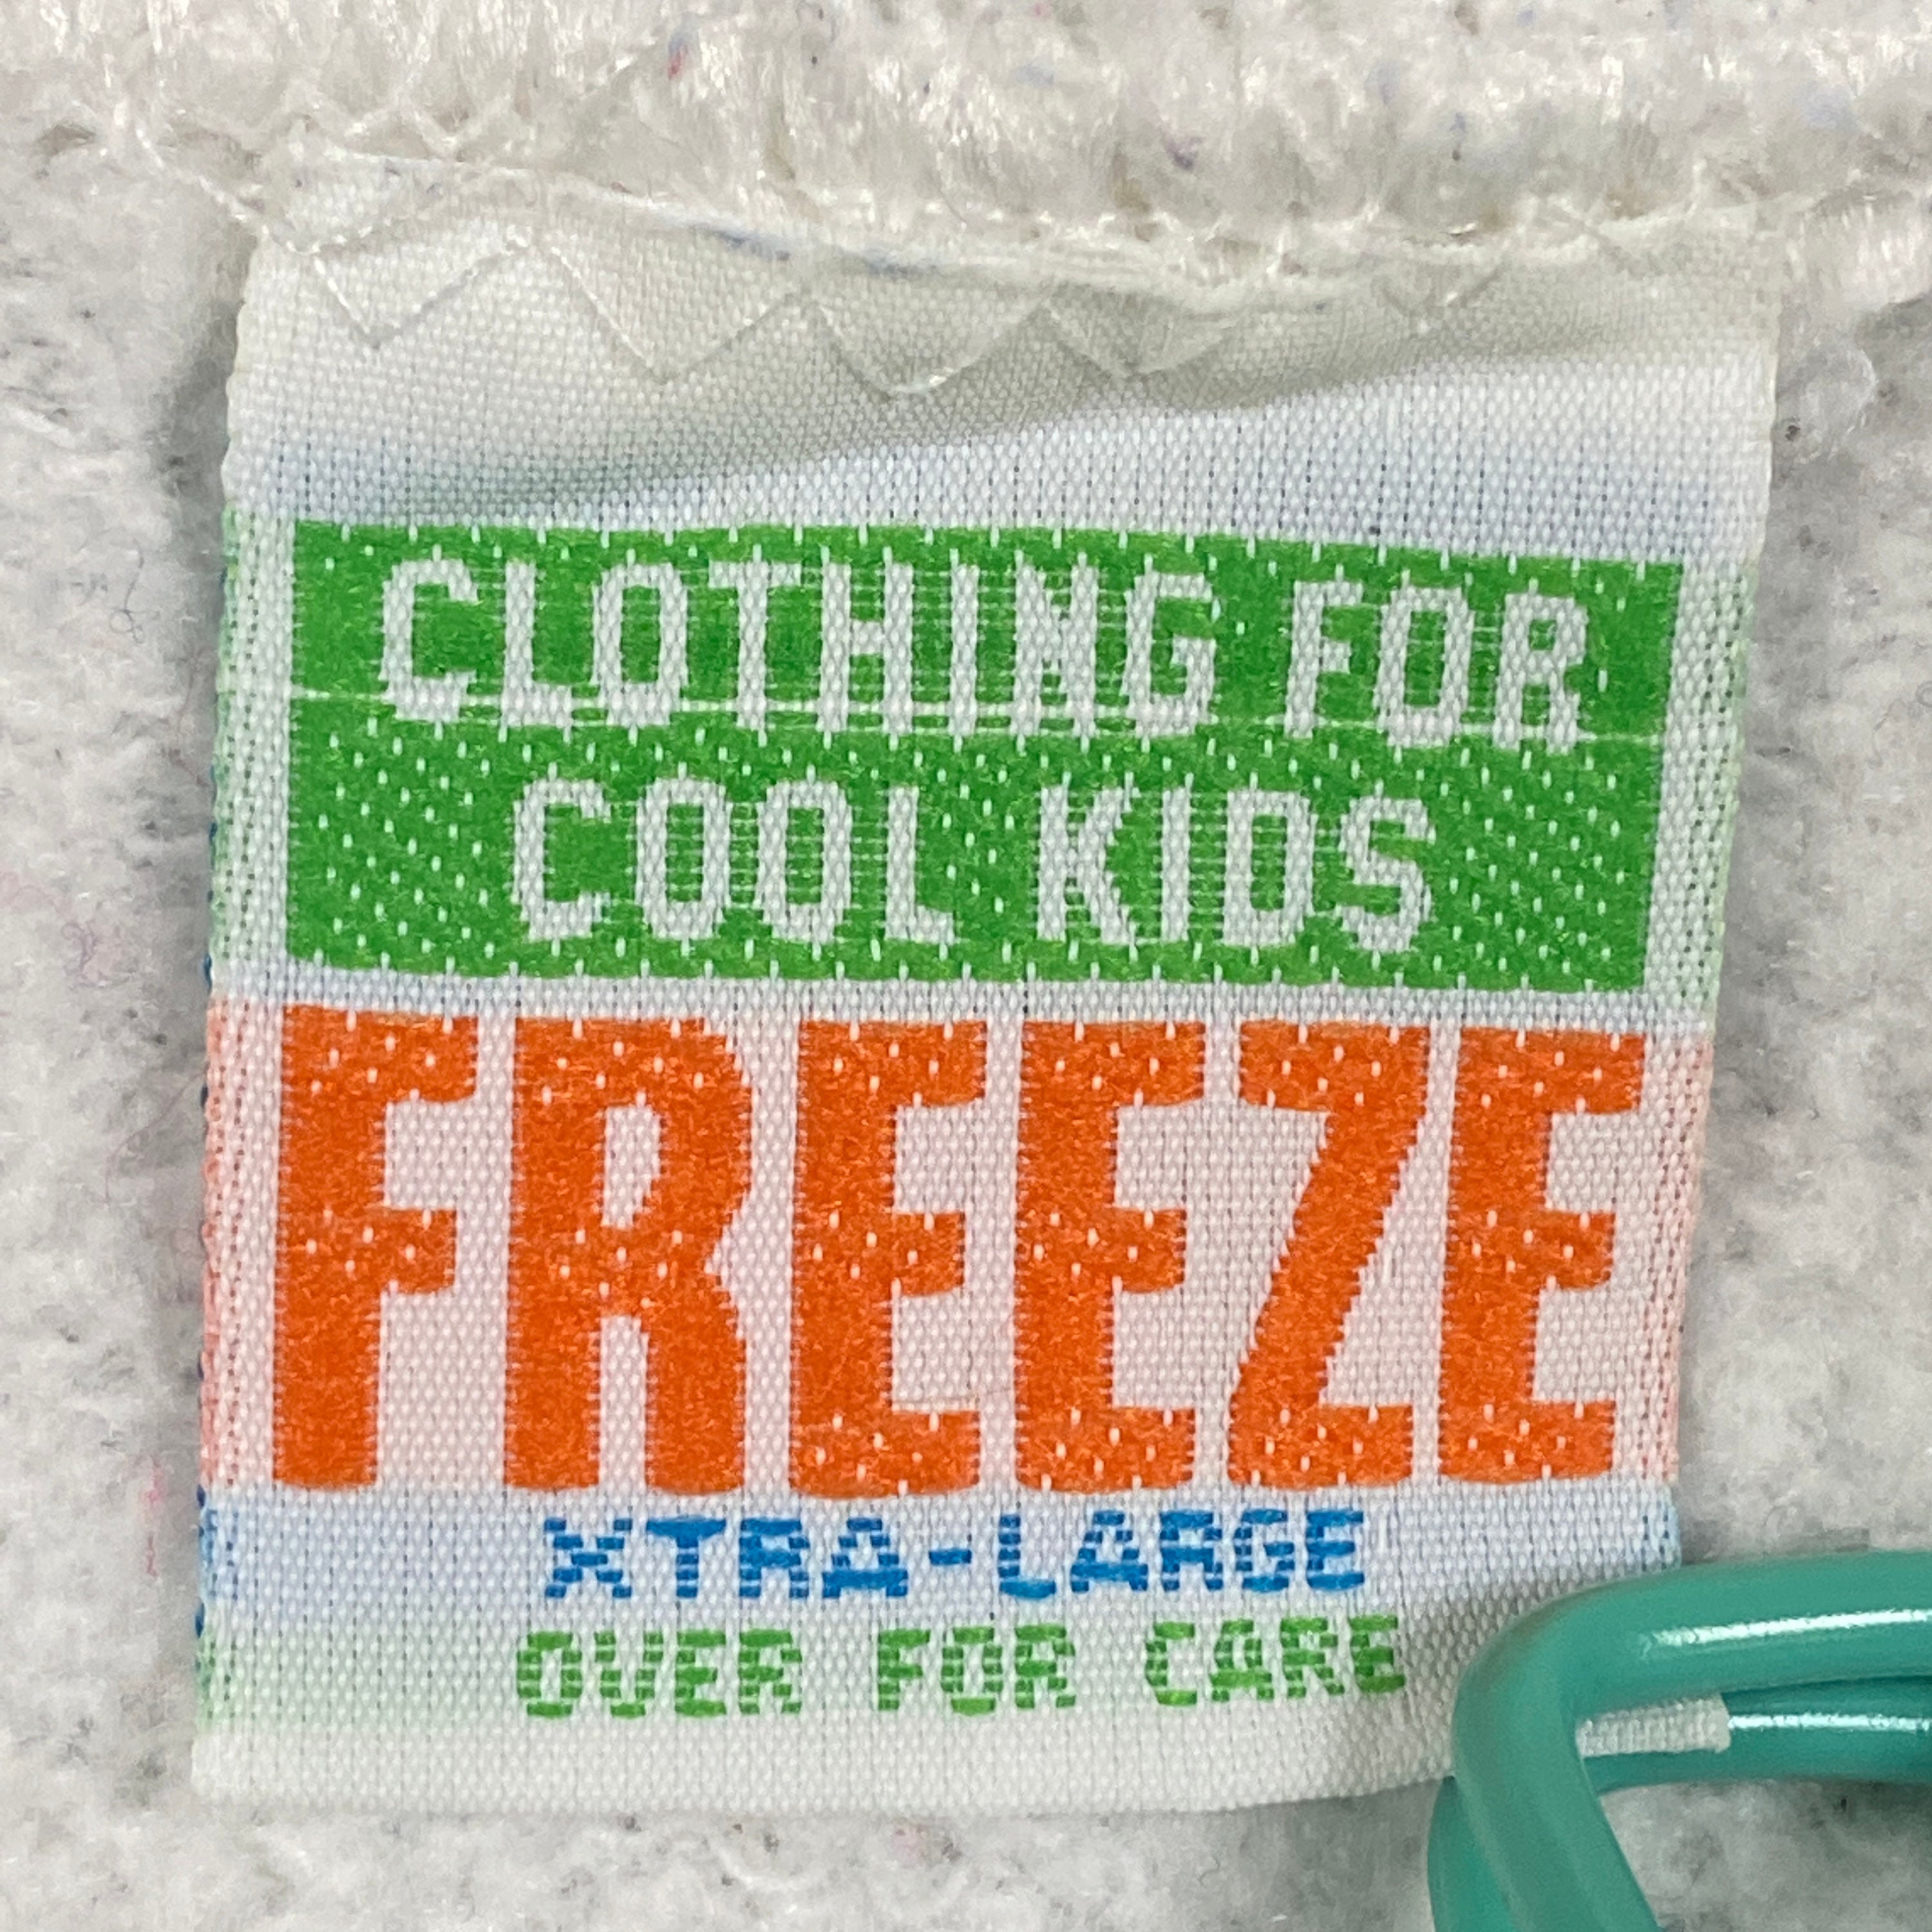 CLOTHING FOR
COOL KIDS
FREEZE
XTRA-LARGE
OVER FOR CARE